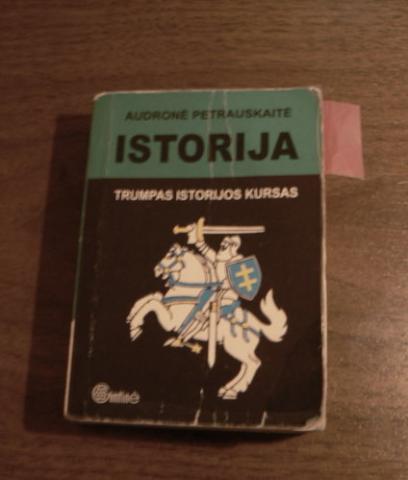 AUDRONĖ PETRAUSKAITĖ
ISTORIJA
TRUMPAS ISTORIJOS KURSAS